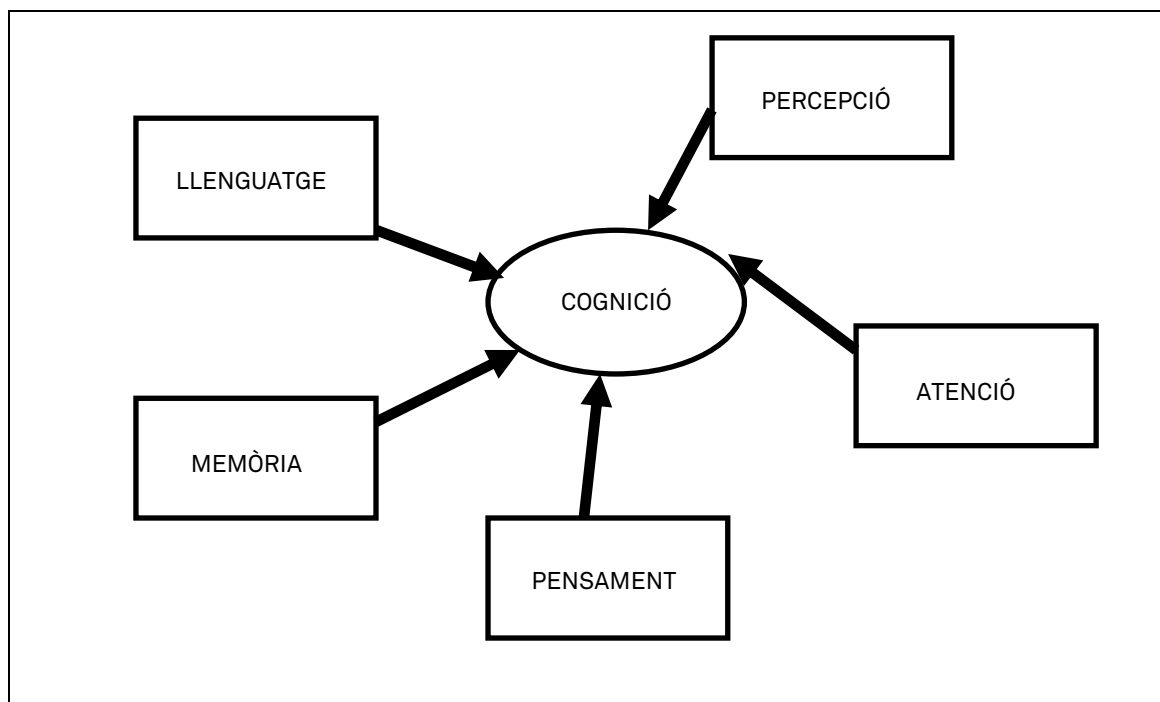 PERCEPCIÓ
LLENGUATGE
COGNICIÓ
ATENCIÓ
MEMÒRIA
PENSAMENT